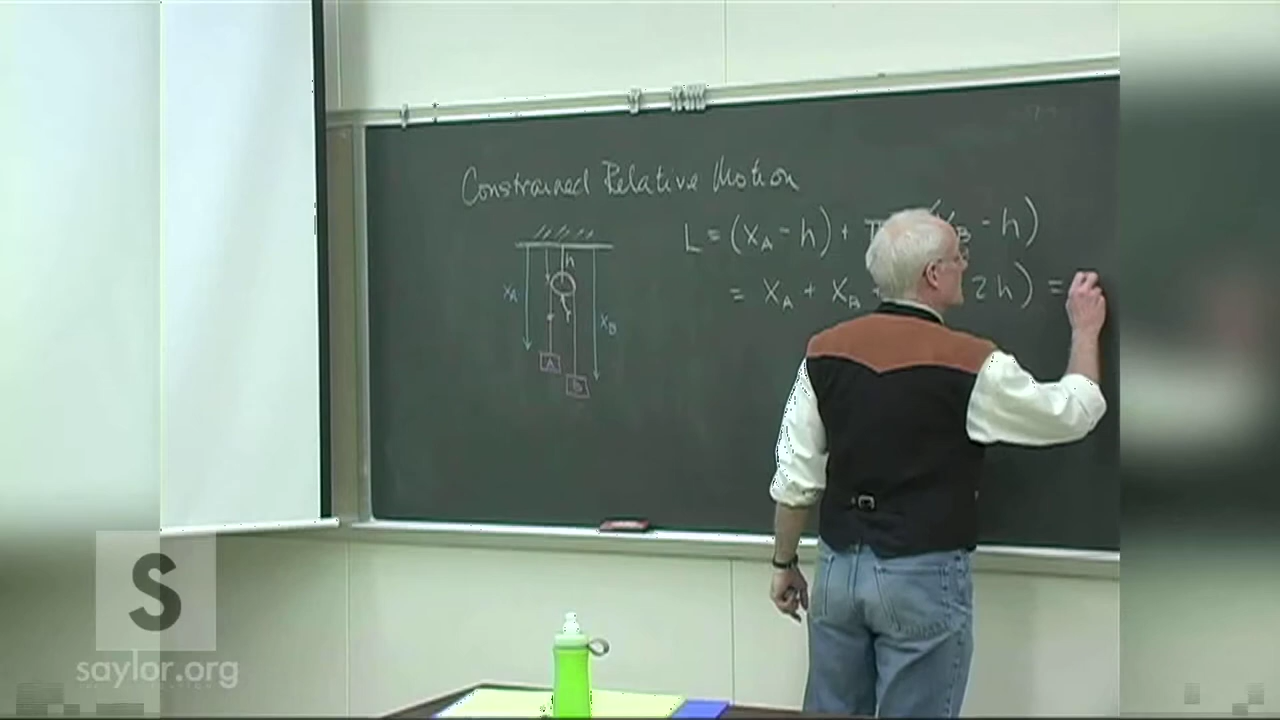 Constrained Relative Motion
L = (x_A - h) + π - h)
= x_A + x_B 2h) =
h
x_A
r
x_B
A
B
S
saylor.org